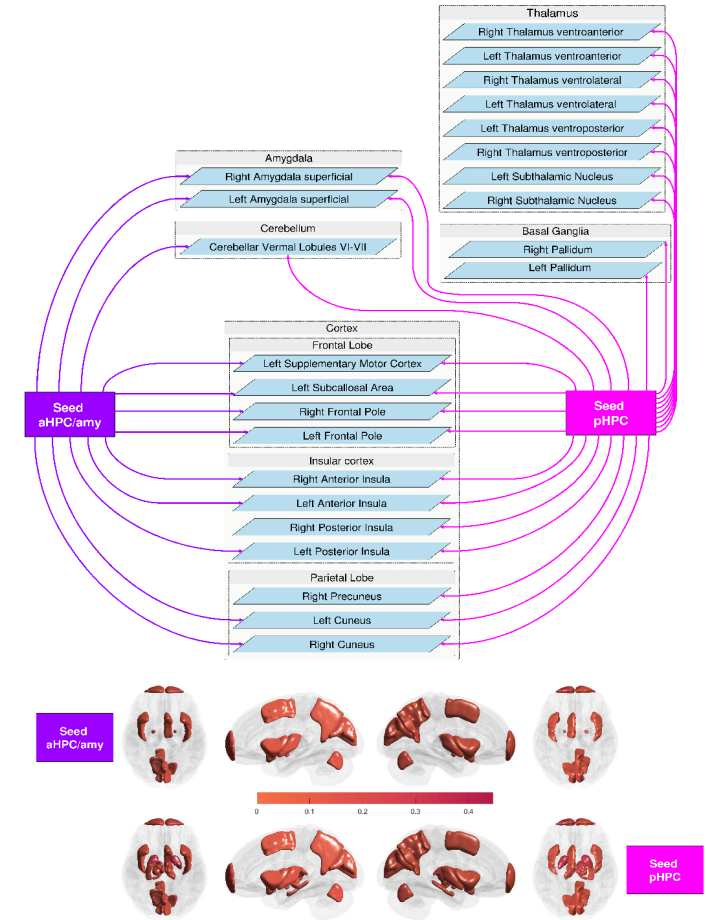 Thalamus
Right Thalamus ventroanterior
Left Thalamus ventroanterior
Right Thalamus ventrolateral
Left Thalamus ventrolateral
Left Thalamus ventroposterior
Right Thalamus ventroposterior
Left Subthalamic Nucleus
Right Subthalamic Nucleus
Amygdala
Right Amygdala superficial
Left Amygdala superficial
Cerebellum
Cerebellar Vermal Lobules VI-VII
Basal Ganglia
Right Pallidum
Left Pallidum
Cortex
Frontal Lobe
Left Supplementary Motor Cortex
Left Subcallosal Area
Right Frontal Pole
Left Frontal Pole
Seed
aHPC/amy
Seed
pHPC
Insular cortex
Right Anterior Insula
Left Anterior Insula
Right Posterior Insula
Left Posterior Insula
Parietal Lobe
Right Precuneus
Left Cuneus
Right Cuneus
Seed
aHPC/amy
0 0.1 0.2 0.3 0.4
Seed
pHPC